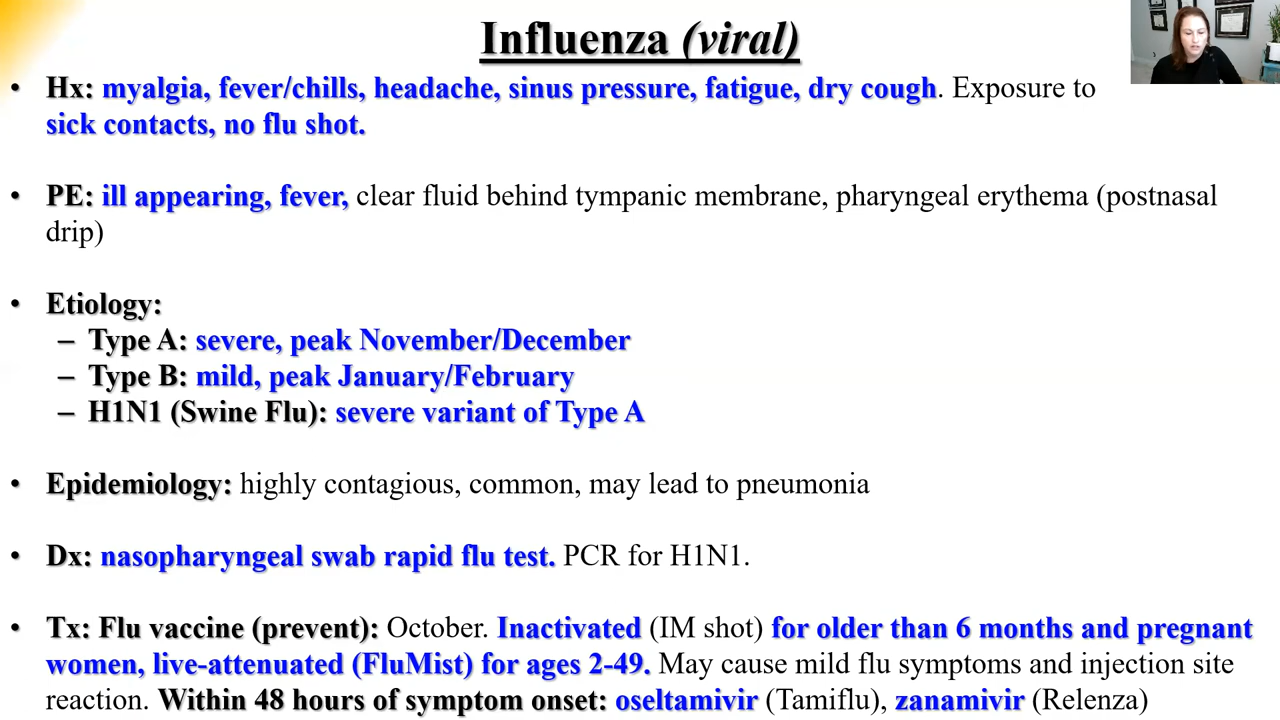 Influenza (viral)
• Hx: myalgia, fever/chills, headache, sinus pressure, fatigue, dry cough. Exposure to
sick contacts, no flu shot.
• PE: ill appearing, fever, clear fluid behind tympanic membrane, pharyngeal erythema (postnasal
drip)
• Etiology:
– Type A: severe, peak November/December
– Type B: mild, peak January/February
– H1N1 (Swine Flu): severe variant of Type A
• Epidemiology: highly contagious, common, may lead to pneumonia
• Dx: nasopharyngeal swab rapid flu test. PCR for H1N1.
• Tx: Flu vaccine (prevent): October. Inactivated (IM shot) for older than 6 months and pregnant
women, live-attenuated (FluMist) for ages 2-49. May cause mild flu symptoms and injection site
reaction. Within 48 hours of symptom onset: oseltamivir (Tamiflu), zanamivir (Relenza)